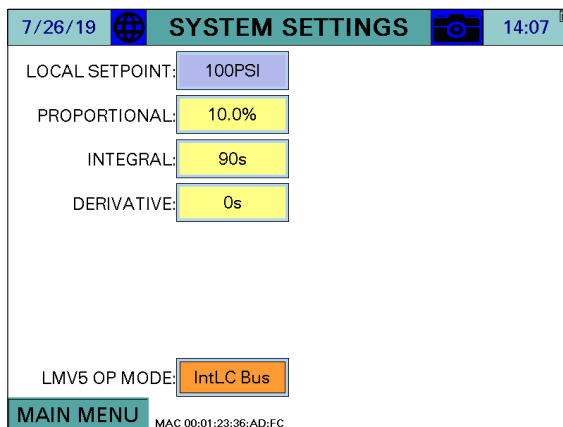 7/26/19 SYSTEM SETTINGS 14:07
LOCAL SETPOINT: 100PSI
PROPORTIONAL: 10.0%
INTEGRAL: 90s
DERIVATIVE: 0s
LMV5 OP MODE: IntLC Bus
MAIN MENU MAC 00:01:23:36:AD:FC